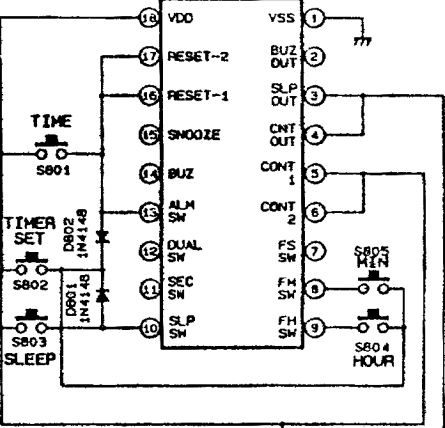 18 VDD VSS 1
17 RESET-2 BUZ OUT 2
16 RESET-1 SLP OUT 3
TIME
S801
15 SNOOZE CNT OUT 4
14 BUZ CONT 1 5
13 ALM SW CONT 2 6
TIMER SET
S802
D802 1N4148
12 DUAL SW FS SW 7
S805 MIN
D801 1N4148
11 SEC SW FM SW 8
S803 SLEEP
10 SLP SW FH SW 9
S804 HOUR